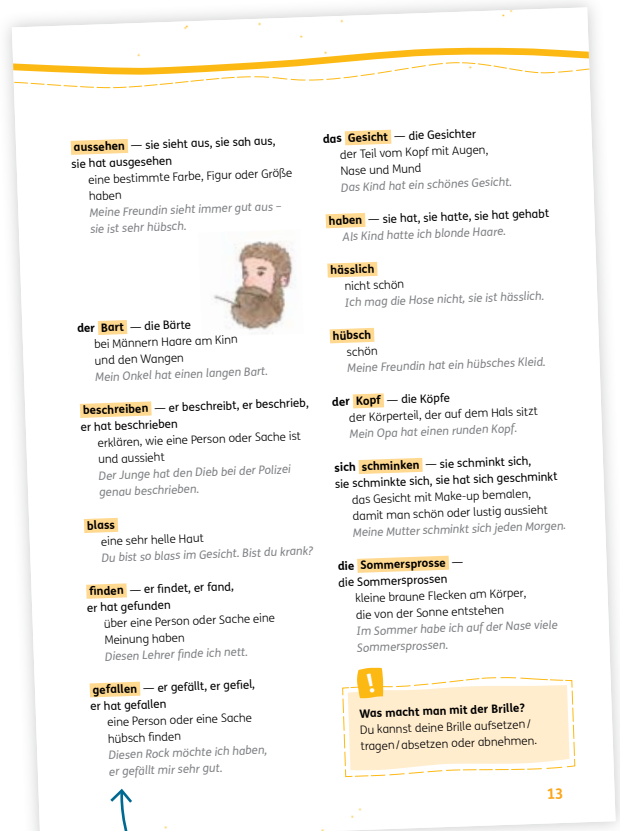 aussehen — sie sieht aus, sie sah aus,
sie hat ausgesehen
eine bestimmte Farbe, Figur oder Größe
haben
Meine Freundin sieht immer gut aus –
sie ist sehr hübsch.
der Bart — die Bärte
bei Männern Haare am Kinn
und den Wangen
Mein Onkel hat einen langen Bart.
beschreiben — er beschreibt, er beschrieb,
er hat beschrieben
erklären, wie eine Person oder Sache ist
und aussieht
Der Junge hat den Dieb bei der Polizei
genau beschrieben.
blass
eine sehr helle Haut
Du bist so blass im Gesicht. Bist du krank?
finden — er findet, er fand,
er hat gefunden
über eine Person oder Sache eine
Meinung haben
Diesen Lehrer finde ich nett.
gefallen — er gefällt, er gefiel,
er hat gefallen
eine Person oder eine Sache
hübsch finden
Diesen Rock möchte ich haben,
er gefällt mir sehr gut.
das Gesicht — die Gesichter
der Teil vom Kopf mit Augen,
Nase und Mund
Das Kind hat ein schönes Gesicht.
haben — sie hat, sie hatte, sie hat gehabt
Als Kind hatte ich blonde Haare.
hässlich
nicht schön
Ich mag die Hose nicht, sie ist hässlich.
hübsch
schön
Meine Freundin hat ein hübsches Kleid.
der Kopf — die Köpfe
der Körperteil, der auf dem Hals sitzt
Mein Opa hat einen runden Kopf.
sich schminken — sie schminkt sich,
sie schminkte sich, sie hat sich geschminkt
das Gesicht mit Make-up bemalen,
damit man schön oder lustig aussieht
Meine Mutter schminkt sich jeden Morgen.
die Sommersprosse —
die Sommersprossen
kleine braune Flecken am Körper,
die von der Sonne entstehen
Im Sommer habe ich auf der Nase viele
Sommersprossen.
!
Was macht man mit der Brille?
Du kannst deine Brille aufsetzen/
tragen/absetzen oder abnehmen.
13